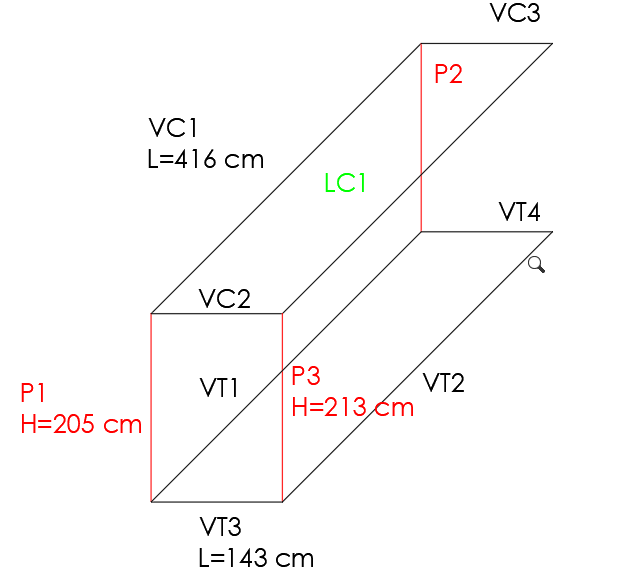 VC3
P2
VC1
L=416 cm
LC1
VT4
VC2
P1
H=205 cm
VT1
P3
H=213 cm
VT2
VT3
L=143 cm